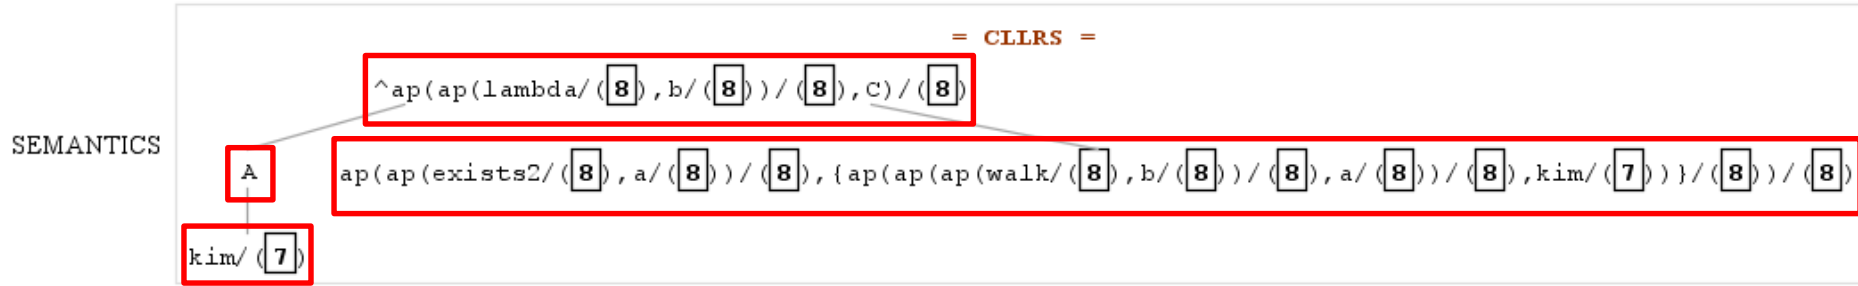 = CLLRS =
^ap(ap(lambda/(8),b/(8))/(8),C)/(8)
SEMANTICS
A
ap(ap(exists2/(8),a/(8))/(8),{ap(ap(ap(walk/(8),b/(8))/(8),a/(8))/(8),kim/(7))}/(8))/(8)
kim/(7)